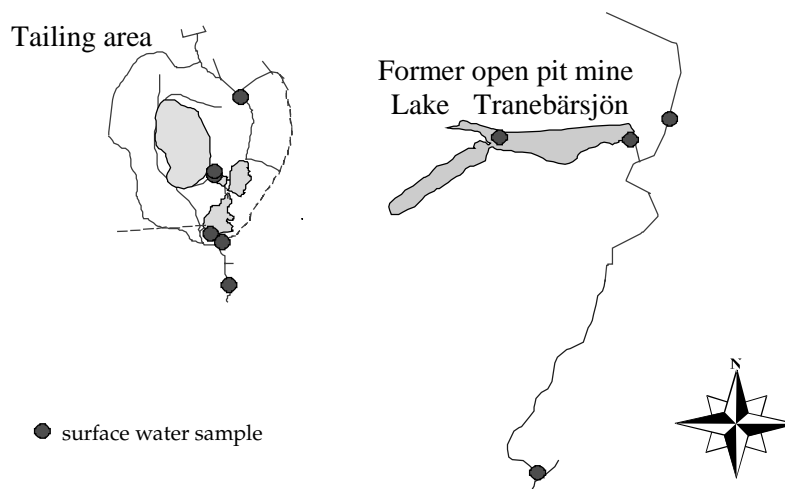 Tailing area
Former open pit mine
Lake Tranebärsjön
N
surface water sample